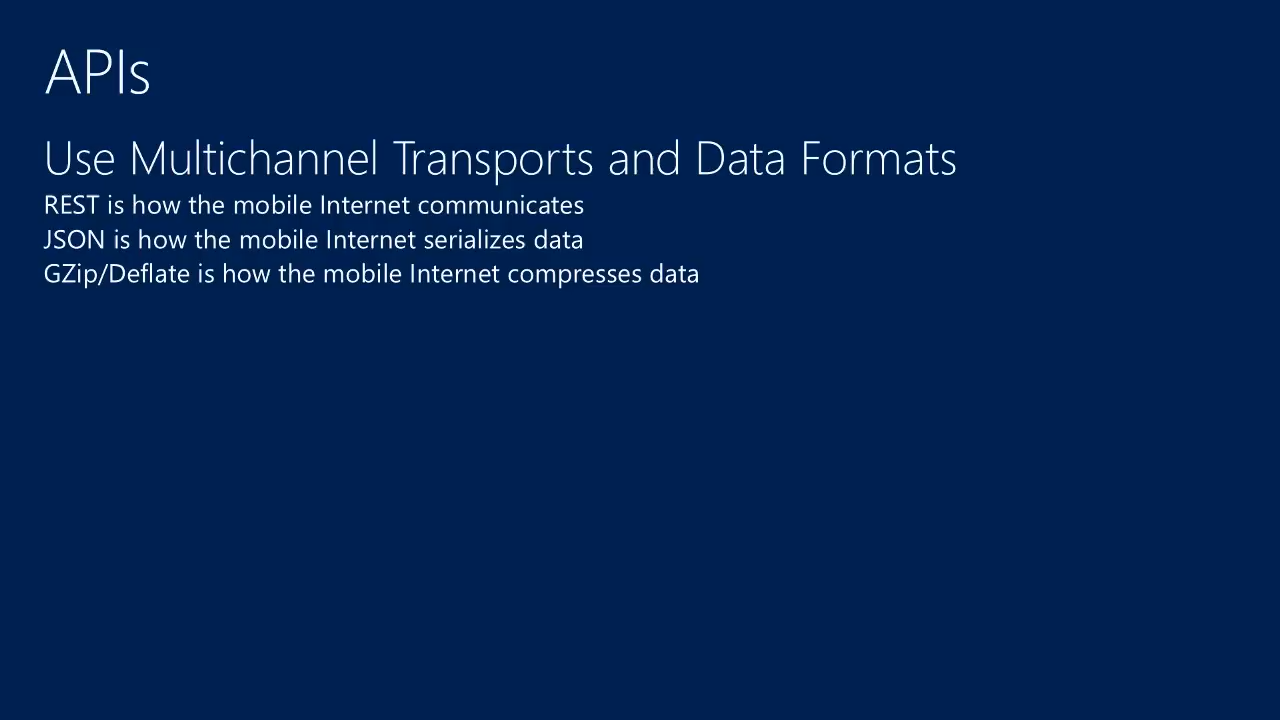 APIs
Use Multichannel Transports and Data Formats
REST is how the mobile Internet communicates
JSON is how the mobile Internet serializes data
GZip/Deflate is how the mobile Internet compresses data